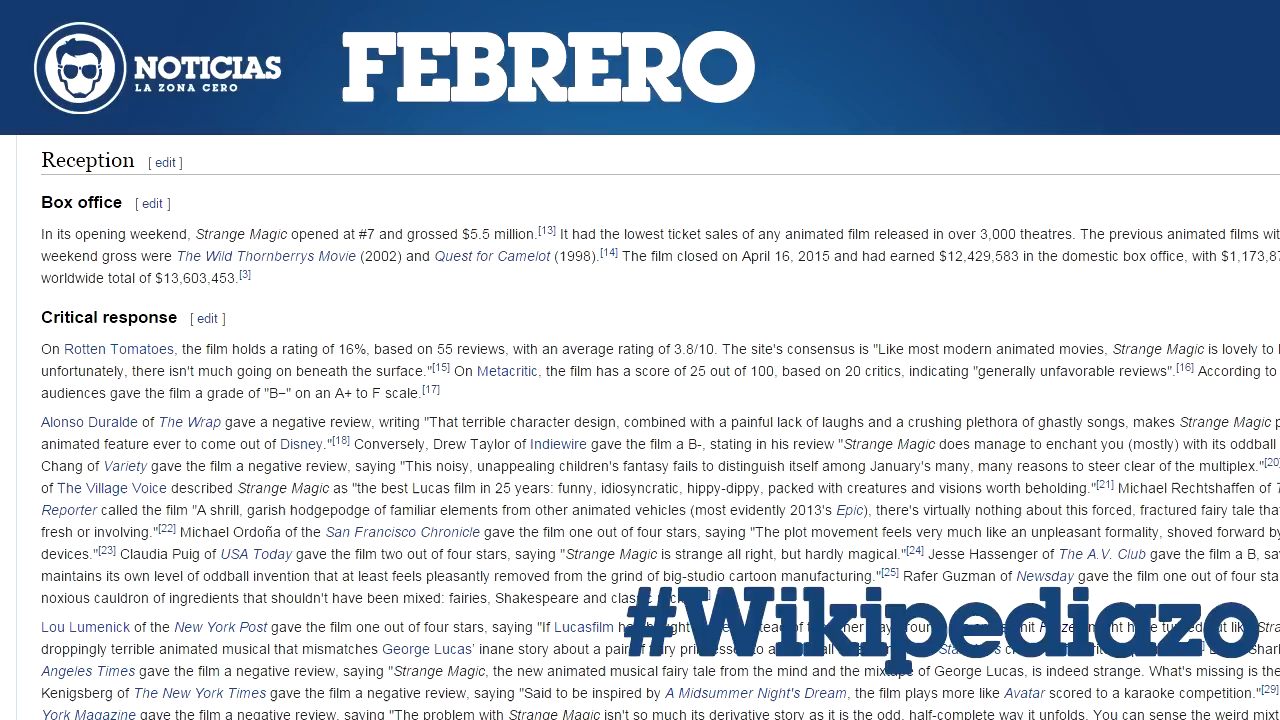 NOTICIAS
LA ZONA CERO
FEBRERO
Reception [ edit ]
Box office [ edit ]
In its opening weekend, Strange Magic opened at #7 and grossed $5.5 million.[13] It had the lowest ticket sales of any animated film released in over 3,000 theatres. The previous animated films
weekend gross were The Wild Thornberrys Movie (2002) and Quest for Camelot (1998).[14] The film closed on April 16, 2015 and had earned $12,429,583 in the domestic box office, with $1,173,87
worldwide total of $13,603,453.[3]
Critical response [ edit ]
On Rotten Tomatoes, the film holds a rating of 16%, based on 55 reviews, with an average rating of 3.8/10. The site's consensus is "Like most modern animated movies, Strange Magic is lovely to
unfortunately, there isn't much going on beneath the surface."[15] On Metacritic, the film has a score of 25 out of 100, based on 20 critics, indicating "generally unfavorable reviews".[16] According to
audiences gave the film a grade of "B–" on an A+ to F scale.[17]
Alonso Duralde of The Wrap gave a negative review, writing "That terrible character design, combined with a painful lack of laughs and a crushing plethora of ghastly songs, makes Strange Magic
animated feature ever to come out of Disney."[18] Conversely, Drew Taylor of Indiewire gave the film a B-, stating in his review "Strange Magic does manage to enchant you (mostly) with its oddball
Chang of Variety gave the film a negative review, saying "This noisy, unappealing children's fantasy fails to distinguish itself among January's many, many reasons to steer clear of the multiplex."[20
of The Village Voice described Strange Magic as "the best Lucas film in 25 years: funny, idiosyncratic, hippy-dippy, packed with creatures and visions worth beholding."[21] Michael Rechtshaffen of
Reporter called the film "A shrill, garish hodgepodge of familiar elements from other animated vehicles (most evidently 2013's Epic), there's virtually nothing about this forced, fractured fairy tale
fresh or involving."[22] Michael Ordoña of the San Francisco Chronicle gave the film one out of four stars, saying "The plot movement feels very much like an unpleasant formality, shoved forward by
devices."[23] Claudia Puig of USA Today gave the film two out of four stars, saying "Strange Magic is strange all right, but hardly magical."[24] Jesse Hassenger of The A.V. Club gave the film a B,
maintains its own level of oddball invention that at least feels pleasantly removed from the grind of big-studio cartoon manufacturing."[25] Rafer Guzman of Newsday gave the film one out of four
noxious cauldron of ingredients that shouldn't have been mixed: fairies, Shakespeare and
#Wikipediazo
Lou Lumenick of the New York Post gave the film one out of four stars, saying "If Lucasfilm
droppingly terrible animated musical that mismatches George Lucas' inane story about a pair of
Angeles Times gave the film a negative review, saying "Strange Magic, the new animated musical fairy tale from the mind and the mixtape of George Lucas, is indeed strange. What's missing is the
Kenigsberg of The New York Times gave the film a negative review, saying "Said to be inspired by A Midsummer Night's Dream, the film plays more like Avatar scored to a karaoke competition."[29]
York Magazine gave the film a negative review, saying "The problem with Strange Magic isn't so much its derivative story as it is the odd, half-complete way it unfolds. You can sense the weird